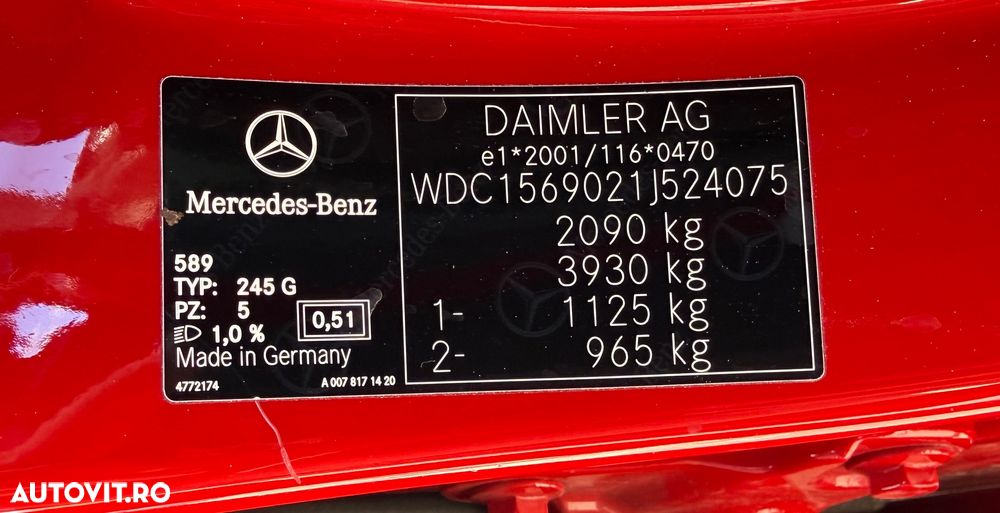 Mercedes-Benz
589
TYP: 245 G
PZ: 5
1,0 %
0,51
Made in Germany
4772174
A 007 817 14 20
DAIMLER AG
e1*2001/116*0470
WDC1569021J524075
2090 kg
3930 kg
1- 1125 kg
2- 965 kg
AUTOVIT.RO